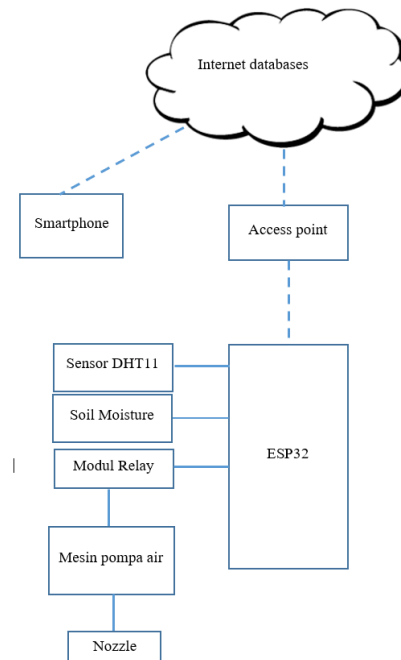 Internet databases
Smartphone
Access point
Sensor DHT11
Soil Moisture
ESP32
Modul Relay
Mesin pompa air
Nozzle